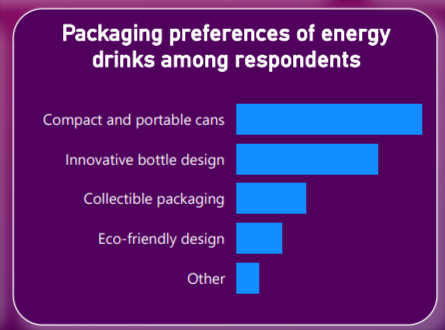 Packaging preferences of energy
drinks among respondents
Compact and portable cans
Innovative bottle design
Collectible packaging
Eco-friendly design
Other